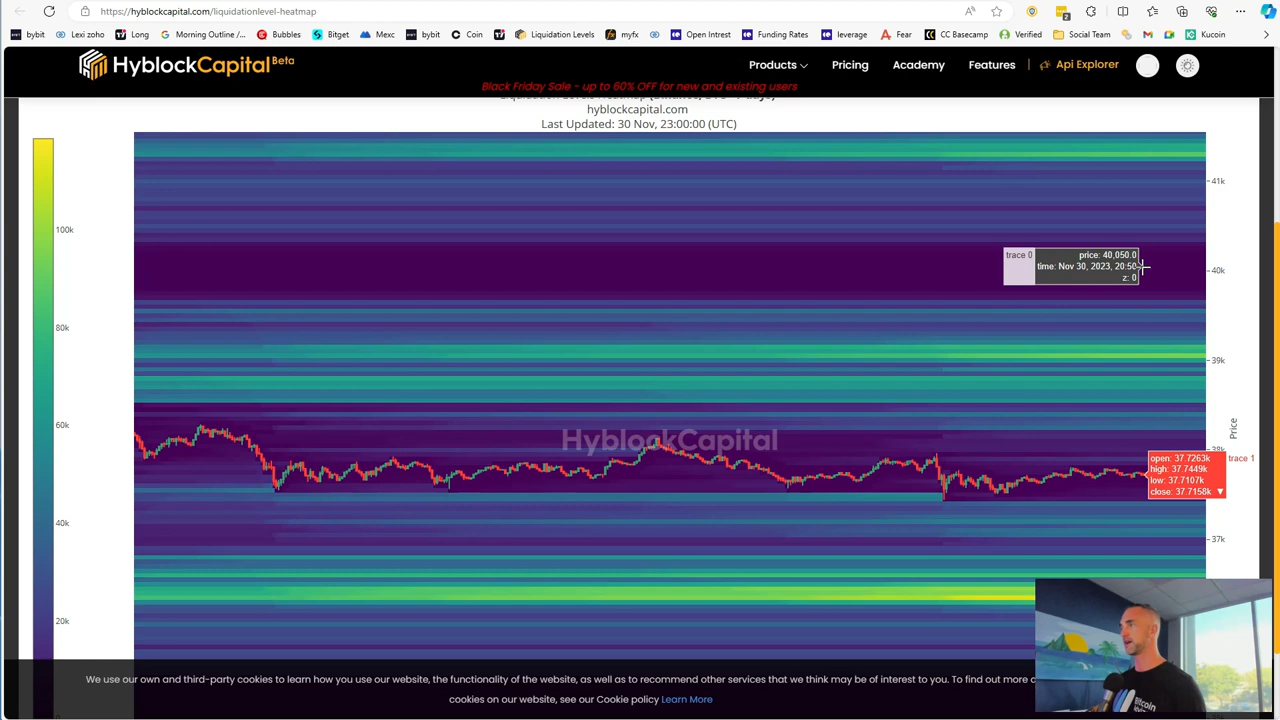 https://hyblockcapital.com/liquidationlevel-heatmap
bybit Lexi zoho Long Morning Outline /... Bubbles Bitget Mexc bybit Coin IT Liquidation Levels myfx Open Intrest Funding Rates leverage Fear CC Basecamp Verified Social Team Kucoin
HyblockCapital Beta
Products Pricing Academy Features Api Explorer
Black Friday Sale - up to 60% OFF for new and existing users
hyblockcapital.com
Last Updated: 30 Nov, 23:00:00 (UTC)
41k
100k
trace 0
price: 40,050.0
time: Nov 30, 2023, 20:50
z: 0
40k
80k
39k
60k
HyblockCapital
Price
38k
open: 37.7263k
high: 37.7449k
low: 37.7107k
close: 37.7158k ▼
trace 1
40k
37k
20k
We use our own and third-party cookies to learn how you use our website, the functionality of the website, as well as to recommend other services that we think may be of interest to you. To find out more a
cookies on our website, see our Cookie policy Learn More
Bitcoin